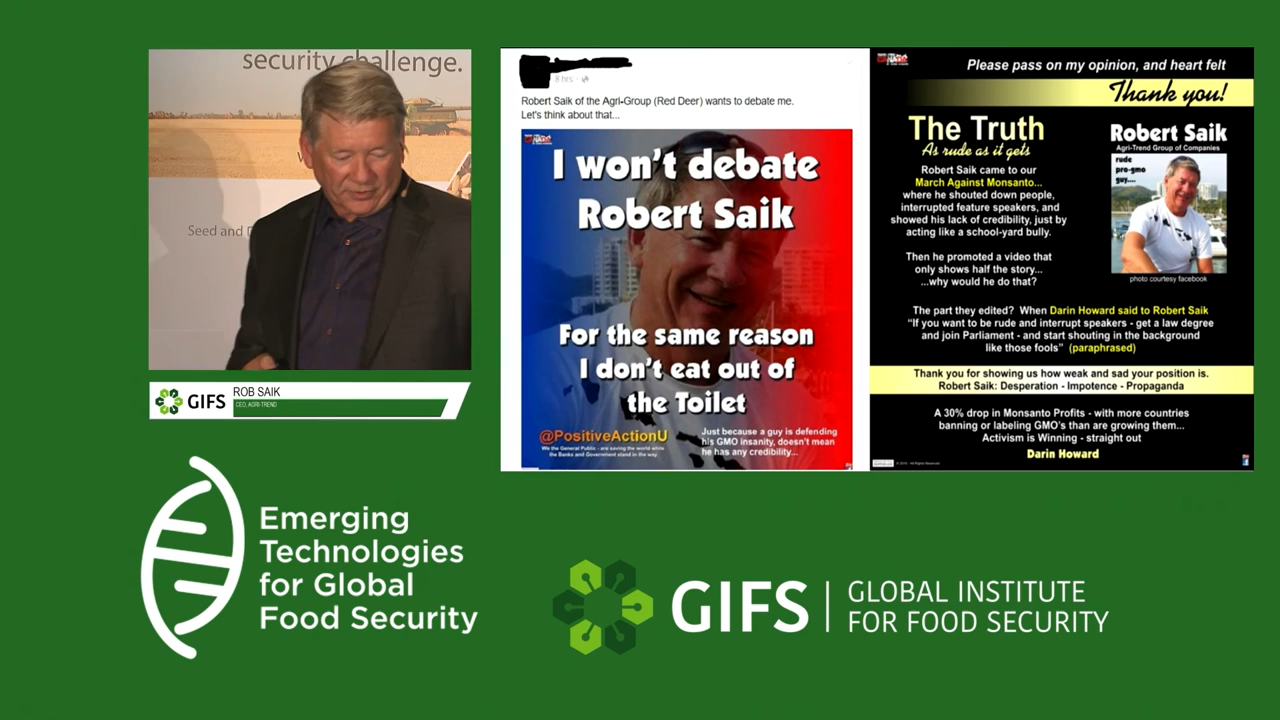 security challenge.
Seed and
GIFS
ROB SAIK
CEO, AGRI-TREND
Emerging
Technologies
for Global
Food Security
8 hrs
Robert Saik of the Agri-Group (Red Deer) wants to debate me.
Let's think about that...
I won't debate
Robert Saik
For the same reason
I don't eat out of
the Toilet
@PositiveActionU
We the General Public - are saving the world while
the Banks and Government stand in the way.
Just because a guy is defending
his GMO insanity, doesn't mean
he has any credibility...
Please pass on my opinion, and heart felt
Thank you!
The Truth
As rude as it gets
Robert Saik came to our
March Against Monsanto...
where he shouted down people,
interrupted feature speakers, and
showed his lack of credibility, just by
acting like a school-yard bully.
Then he promoted a video that
only shows half the story...
...why would he do that?
Robert Saik
Agri-Trend Group of Companies
rude
pro-gmo
guy....
photo courtesy facebook
The part they edited? When Darin Howard said to Robert Saik
“If you want to be rude and interrupt speakers - get a law degree
and join Parliament - and start shouting in the background
like those fools” (paraphrased)
Thank you for showing us how weak and sad your position is.
Robert Saik: Desperation - Impotence - Propaganda
A 30% drop in Monsanto Profits - with more countries
banning or labeling GMO's than are growing them...
Activism is Winning - straight out
Darin Howard
GIFS
GLOBAL INSTITUTE
FOR FOOD SECURITY